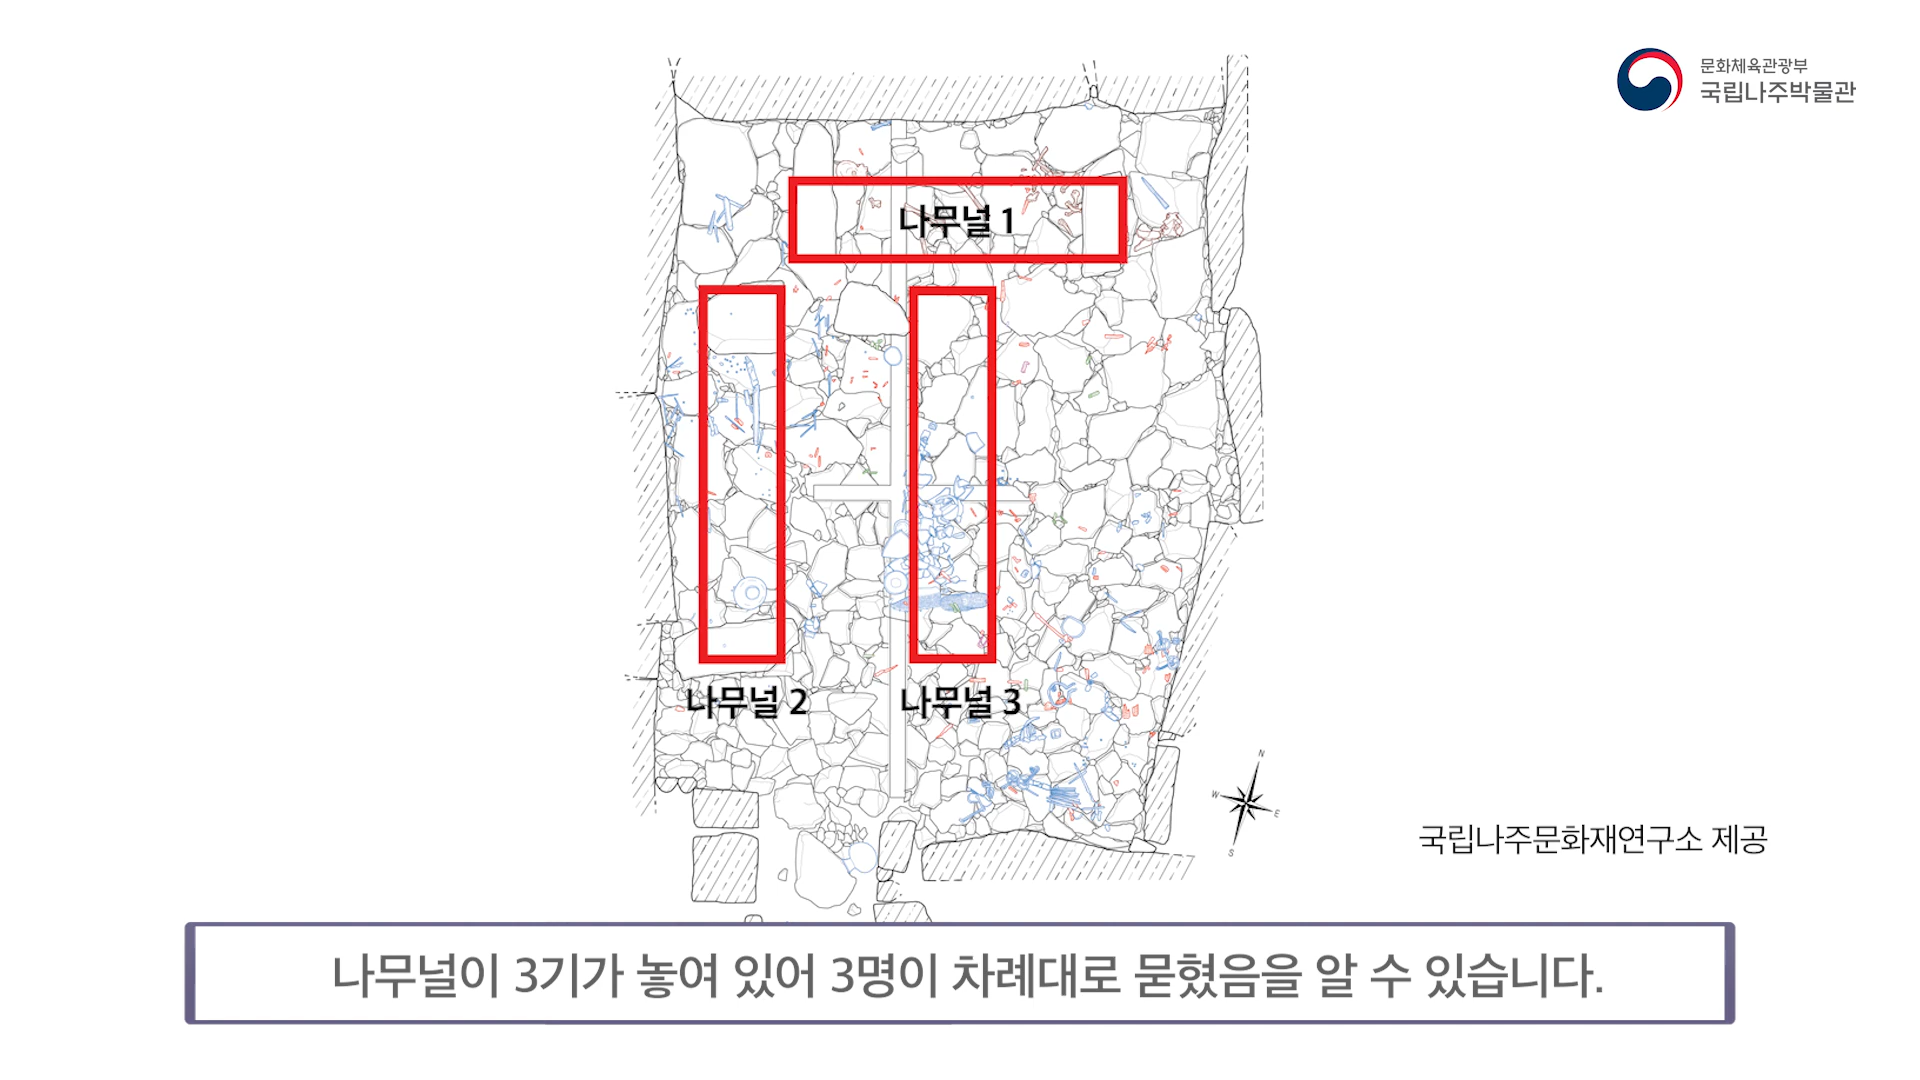 문화체육관광부
국립나주박물관
나무널 1
나무널 2
나무널 3
N
W
E
S
국립나주문화재연구소 제공
나무널이 3기가 놓여 있어 3명이 차례대로 묻혔음을 알 수 있습니다.